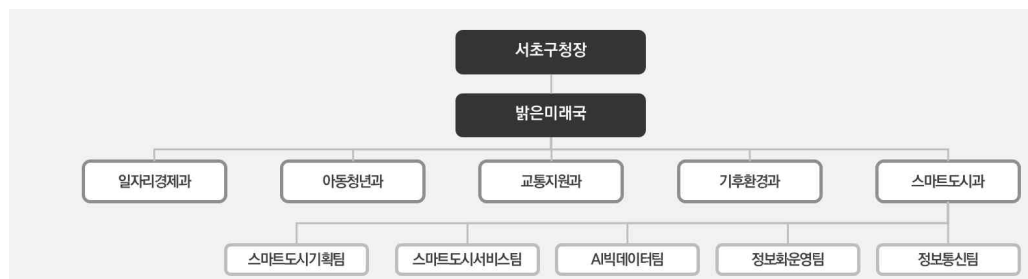 서초구청장
밝은미래국
일자리경제과
아동청년과
교통지원과
기후환경과
스마트도시과
스마트도시기획팀
스마트도시서비스팀
AI빅데이터팀
정보화운영팀
정보통신팀